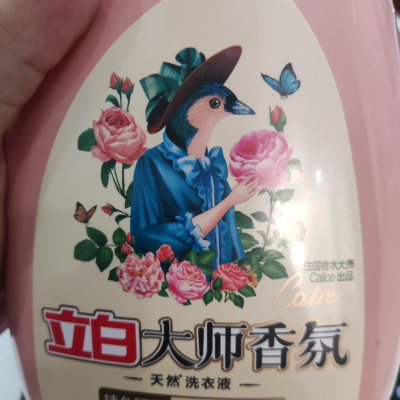 法国香水大师
Calice 出品
Calice
立白大师香氛
天然洗衣液